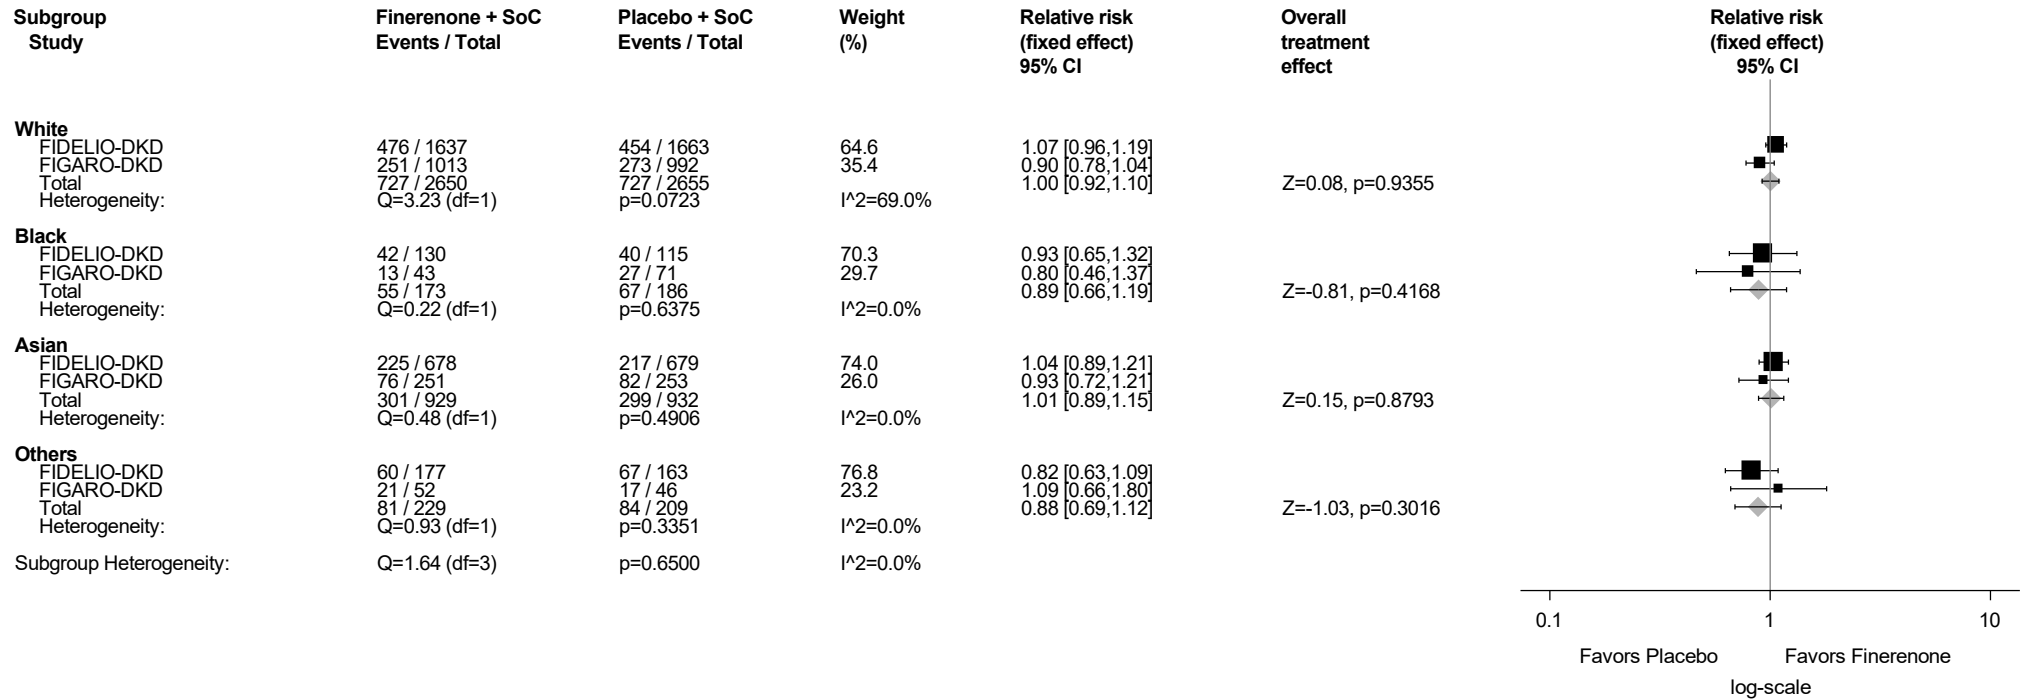 Subgroup Finerenone + SoC Placebo + SoC Weight Relative risk Overall Relative risk
Study Events / Total Events / Total (%) (fixed effect) treatment (fixed effect)
95% CI effect 95% CI
White
FIDELIO-DKD 476 / 1637 454 / 1663 64.6 1.07 [0.96,1.19]
FIGARO-DKD 251 / 1013 273 / 992 35.4 0.90 [0.78,1.04]
Total 727 / 2650 727 / 2655 1.00 [0.92,1.10] Z=0.08, p=0.9355
Heterogeneity: Q=3.23 (df=1) p=0.0723 I^2=69.0%
Black
FIDELIO-DKD 42 / 130 40 / 115 70.3 0.93 [0.65,1.32]
FIGARO-DKD 13 / 43 27 / 71 29.7 0.80 [0.46,1.37]
Total 55 / 173 67 / 186 0.89 [0.66,1.19] Z=-0.81, p=0.4168
Heterogeneity: Q=0.22 (df=1) p=0.6375 I^2=0.0%
Asian
FIDELIO-DKD 225 / 678 217 / 679 74.0 1.04 [0.89,1.21]
FIGARO-DKD 76 / 251 82 / 253 26.0 0.93 [0.72,1.21]
Total 301 / 929 299 / 932 1.01 [0.89,1.15] Z=0.15, p=0.8793
Heterogeneity: Q=0.48 (df=1) p=0.4906 I^2=0.0%
Others
FIDELIO-DKD 60 / 177 67 / 163 76.8 0.82 [0.63,1.09]
FIGARO-DKD 21 / 52 17 / 46 23.2 1.09 [0.66,1.80]
Total 81 / 229 84 / 209 0.88 [0.69,1.12] Z=-1.03, p=0.3016
Heterogeneity: Q=0.93 (df=1) p=0.3351 I^2=0.0%
Subgroup Heterogeneity: Q=1.64 (df=3) p=0.6500 I^2=0.0%
0.1 1 10
Favors Placebo Favors Finerenone
log-scale